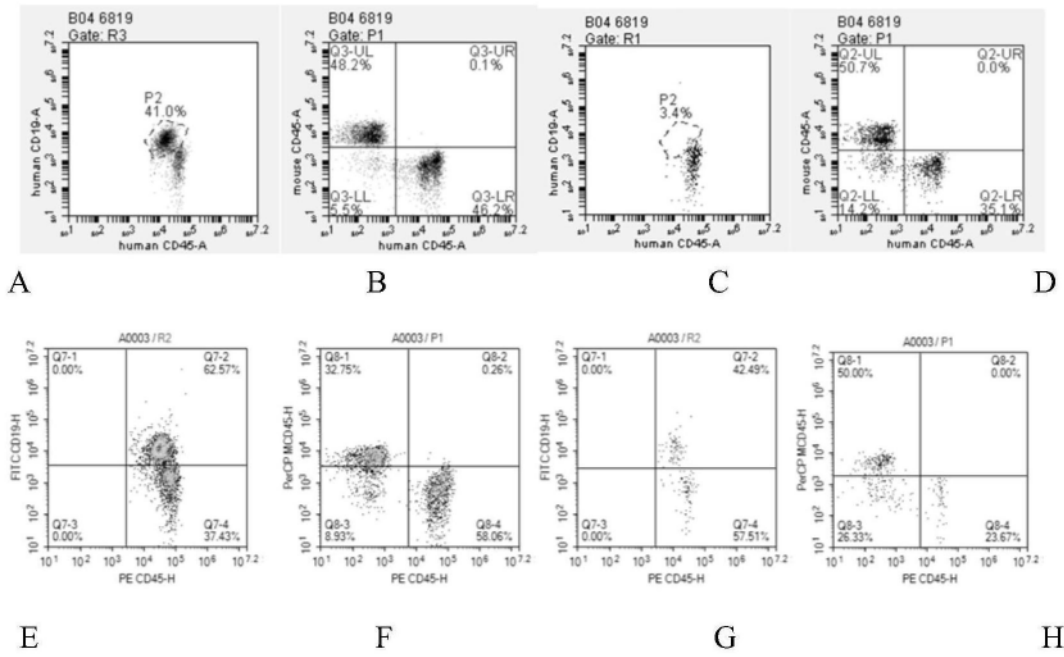 B04 6819
Gate: R3
P2
41.0%
human CD19-A
human CD45-A
A
B04 6819
Gate: P1
Q3-UL
48.2%
Q3-UR
0.1%
Q3-LL
5.5%
Q3-LR
46.2%
mouse CD45-A
human CD45-A
B
B04 6819
Gate: R1
P2
3.4%
human CD19-A
human CD45-A
C
B04 6819
Gate: P1
Q2-UL
50.7%
Q2-UR
0.0%
Q2-LL
14.2%
Q2-LR
35.1%
mouse CD45-A
human CD45-A
D
A0003 / R2
Q7-1
0.00%
Q7-2
62.57%
Q7-3
0.00%
Q7-4
37.43%
FITC CD19-H
PE CD45-H
E
A0003 / P1
Q8-1
32.75%
Q8-2
0.26%
Q8-3
8.93%
Q8-4
58.06%
PerCP MCD45-H
PE CD45-H
F
A0003 / R2
Q7-1
0.00%
Q7-2
42.49%
Q7-3
0.00%
Q7-4
57.51%
FITC CD19-H
PE CD45-H
G
A0003 / P1
Q8-1
50.00%
Q8-2
0.00%
Q8-3
26.33%
Q8-4
23.67%
PerCP MCD45-H
PE CD45-H
H